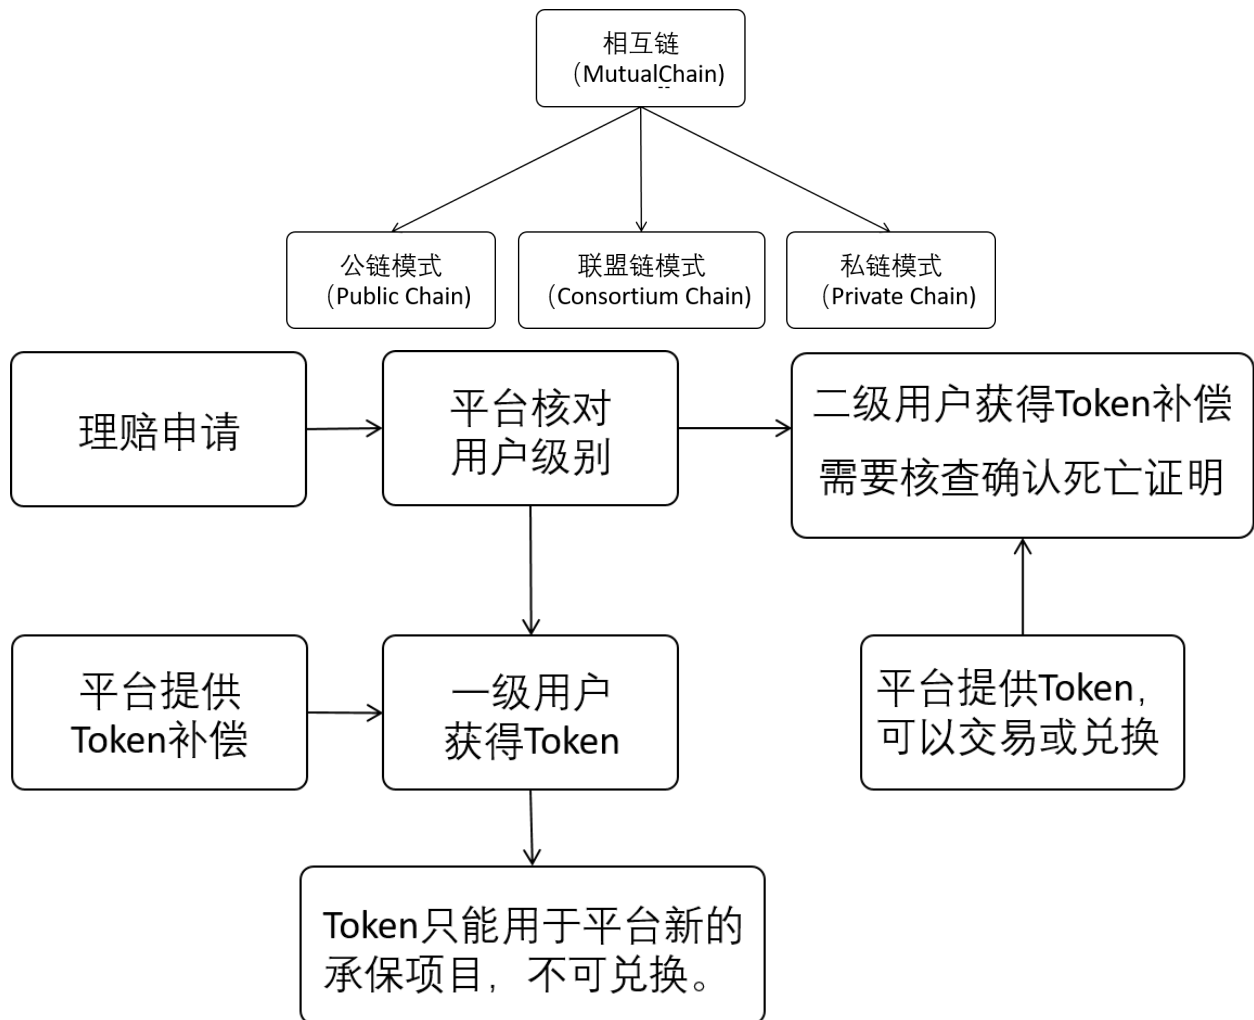 相互链
（MutualChain)
公链模式
（Public Chain)
联盟链模式
（Consortium Chain)
私链模式
（Private Chain)
理赔申请
平台核对
用户级别
二级用户获得Token补偿
需要核查确认死亡证明
平台提供
Token补偿
一级用户
获得Token
平台提供Token，
可以交易或兑换
Token只能用于平台新的
承保项目，不可兑换。